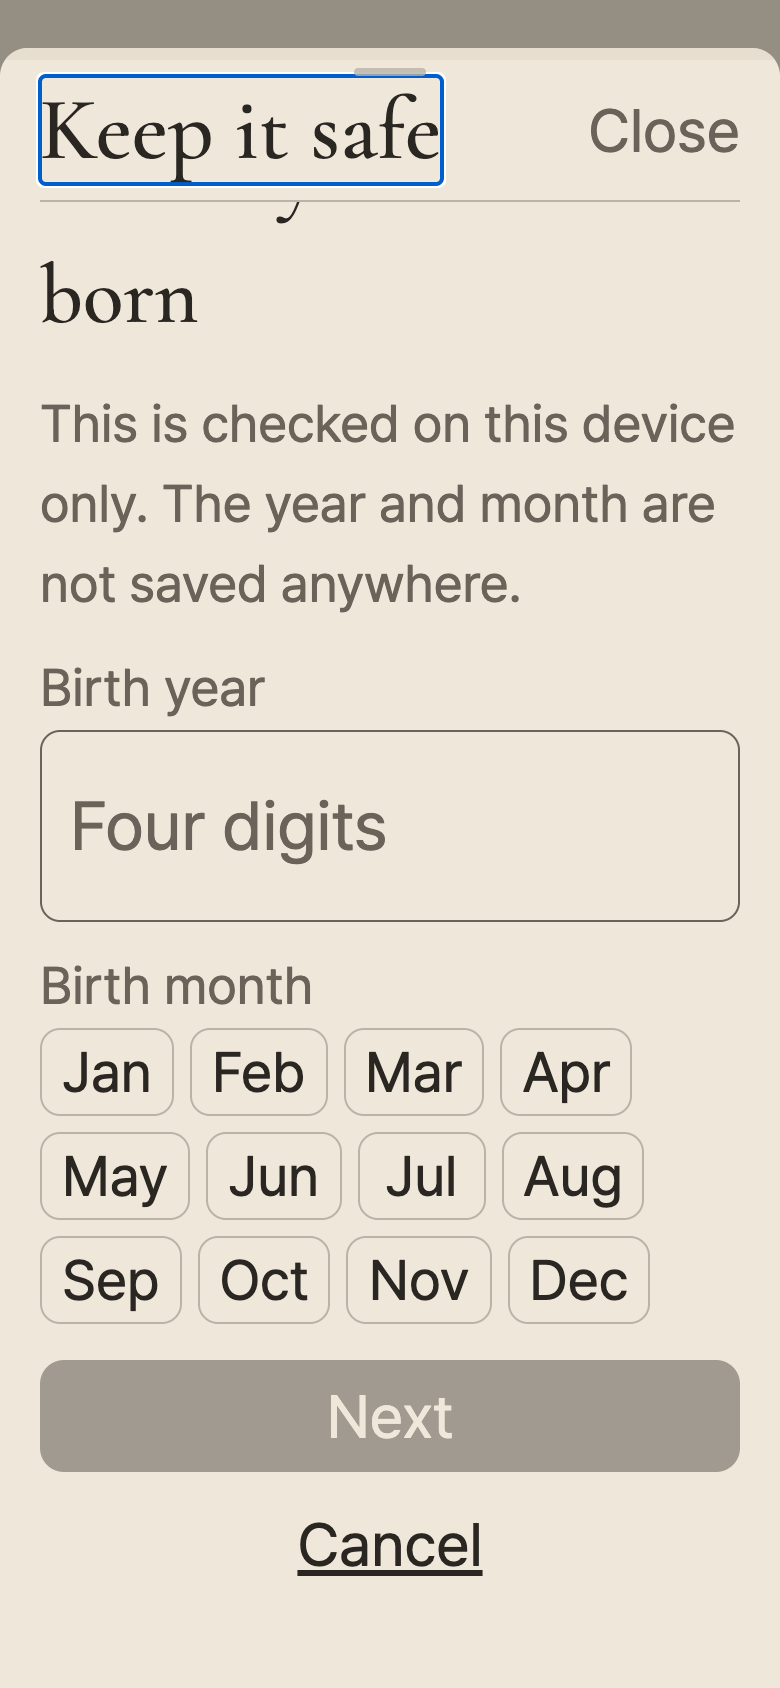 Keep it safe
Close
born
This is checked on this device
only. The year and month are
not saved anywhere.
Birth year
Four digits
Birth month
Jan
Feb
Mar
Apr
May
Jun
Jul
Aug
Sep
Oct
Nov
Dec
Next
Cancel